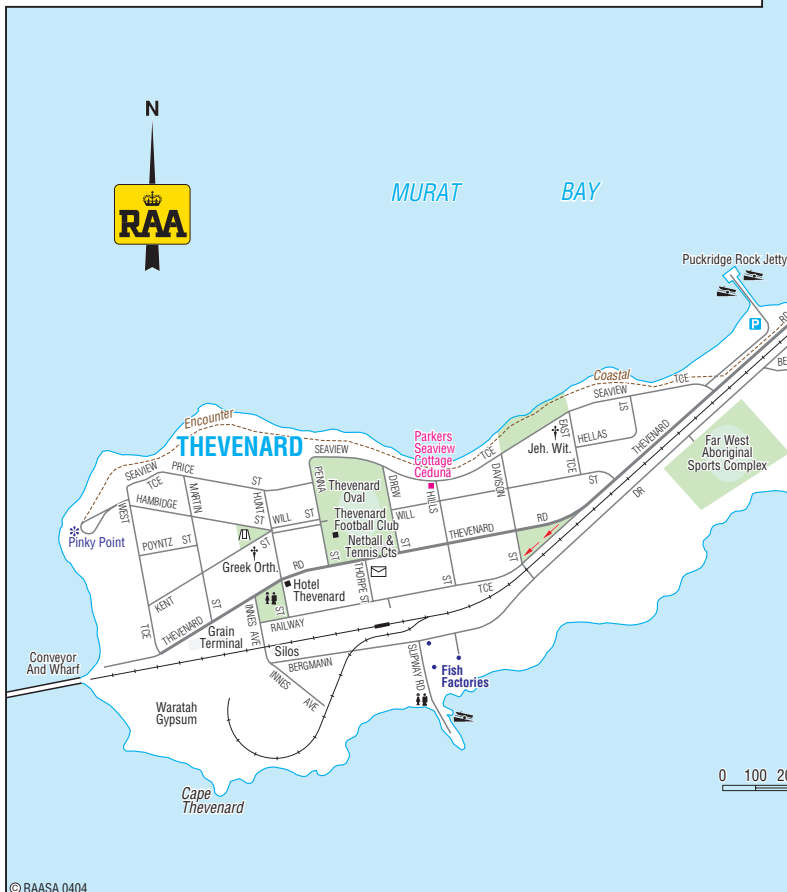 N
RAA
MURAT BAY
Puckridge Rock Jetty
P
RD
BE
Coastal
TCE
SEAVIEW
ST
Encounter
THEVENARD
Parkers
Seaview
Cottage
Ceduna
SEAVIEW
TCE
EAST
TCE
HELLAS
Jeh. Wit.
THEVENARD
Far West
Aboriginal
Sports Complex
DR
SEAVIEW
TCE
PRICE
ST
PENNA
ST
Thevenard
Oval
Thevenard
Football Club
Netball &
Tennis Cts
DREW
ST
HILLS
ST
DAVISON
ST
ST
WEST
TCE
HAMBIDGE
ST
MARTIN
ST
HUNT
ST
WILL ST
WILL
THEVENARD RD
Pinky Point
POYNTZ ST
Greek Orth.
RD
KENT
THORPE ST
TCE
Hotel
Thevenard
THEVENARD
INNES AVE
ST
RAILWAY
Grain
Terminal
Silos
BERGMANN
INNES
AVE
SLIPWAY RD
Fish
Factories
Conveyor
And Wharf
Waratah
Gypsum
Cape
Thevenard
0 100 20
© RAASA 0404